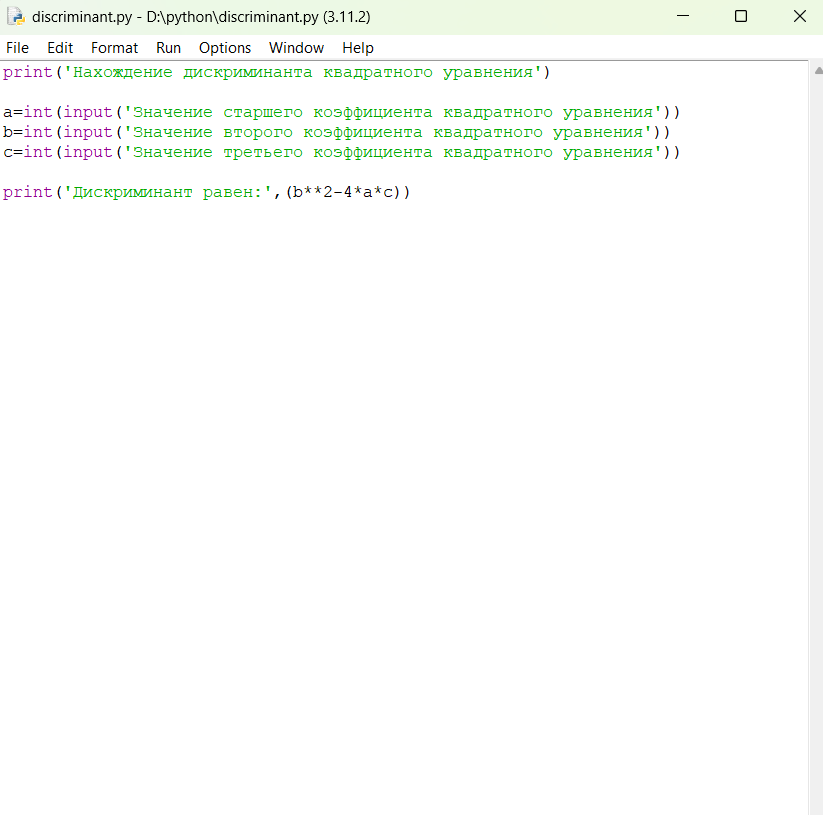 discriminant.py - D:\python\discriminant.py (3.11.2)
File Edit Format Run Options Window Help
print('Нахождение дискриминанта квадратного уравнения')
a=int(input('Значение старшего коэффициента квадратного уравнения'))
b=int(input('Значение второго коэффициента квадратного уравнения'))
c=int(input('Значение третьего коэффициента квадратного уравнения'))
print('Дискриминант равен:',(b**2-4*a*c))